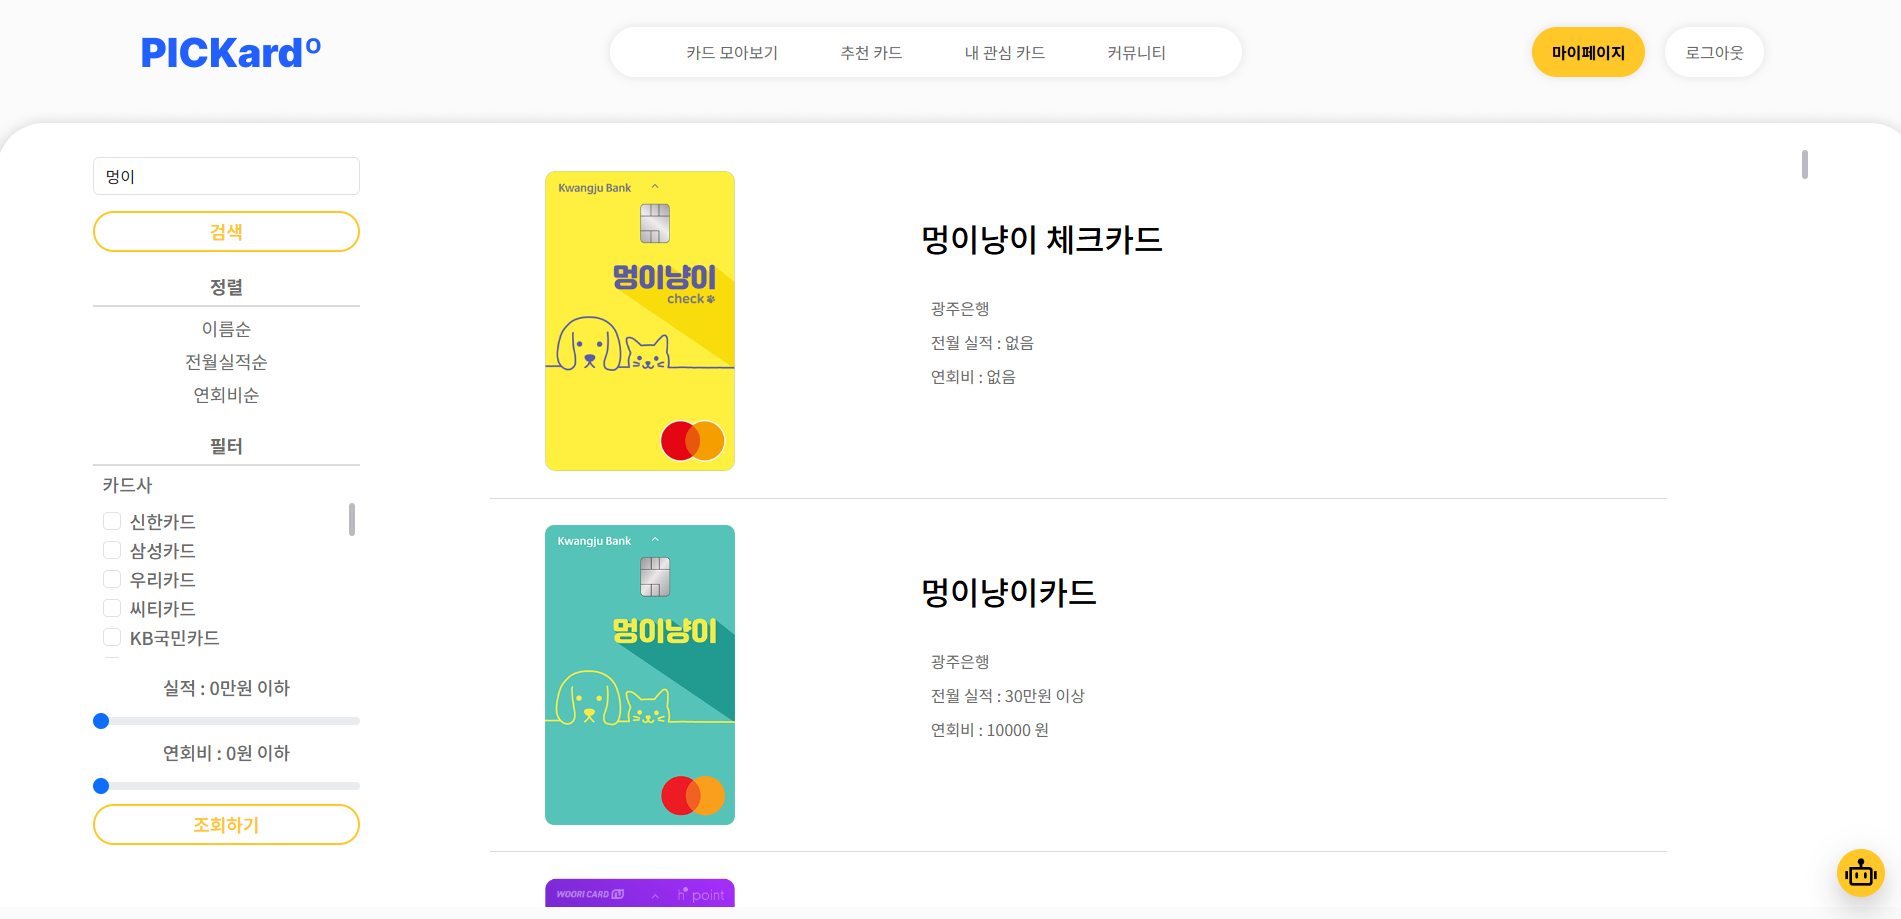 PICKardº
카드 모아보기
추천 카드
내 관심 카드
커뮤니티
마이페이지
로그아웃
멍이
검색
정렬
이름순
전월실적순
연회비순
필터
카드사
신한카드
삼성카드
우리카드
씨티카드
KB국민카드
실적 : 0만원 이하
연회비 : 0원 이하
조회하기
Kwangju Bank
멍이냥이
check
멍이냥이 체크카드
광주은행
전월 실적 : 없음
연회비 : 없음
Kwangju Bank
멍이냥이
멍이냥이카드
광주은행
전월 실적 : 30만원 이상
연회비 : 10000 원
WOORI CARD
h point